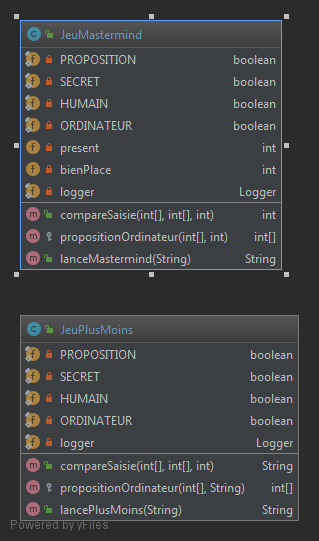 JeuMastermind
PROPOSITION boolean
SECRET boolean
HUMAIN boolean
ORDINATEUR boolean
present int
bienPlace int
logger Logger
compareSaisie(int[], int[], int) int
propositionOrdinateur(int[], int) int[]
lanceMastermind(String) String
JeuPlusMoins
PROPOSITION boolean
SECRET boolean
HUMAIN boolean
ORDINATEUR boolean
logger Logger
compareSaisie(int[], int[], int) String
propositionOrdinateur(int[], String) int[]
lancePlusMoins(String) String
Powered by yFiles